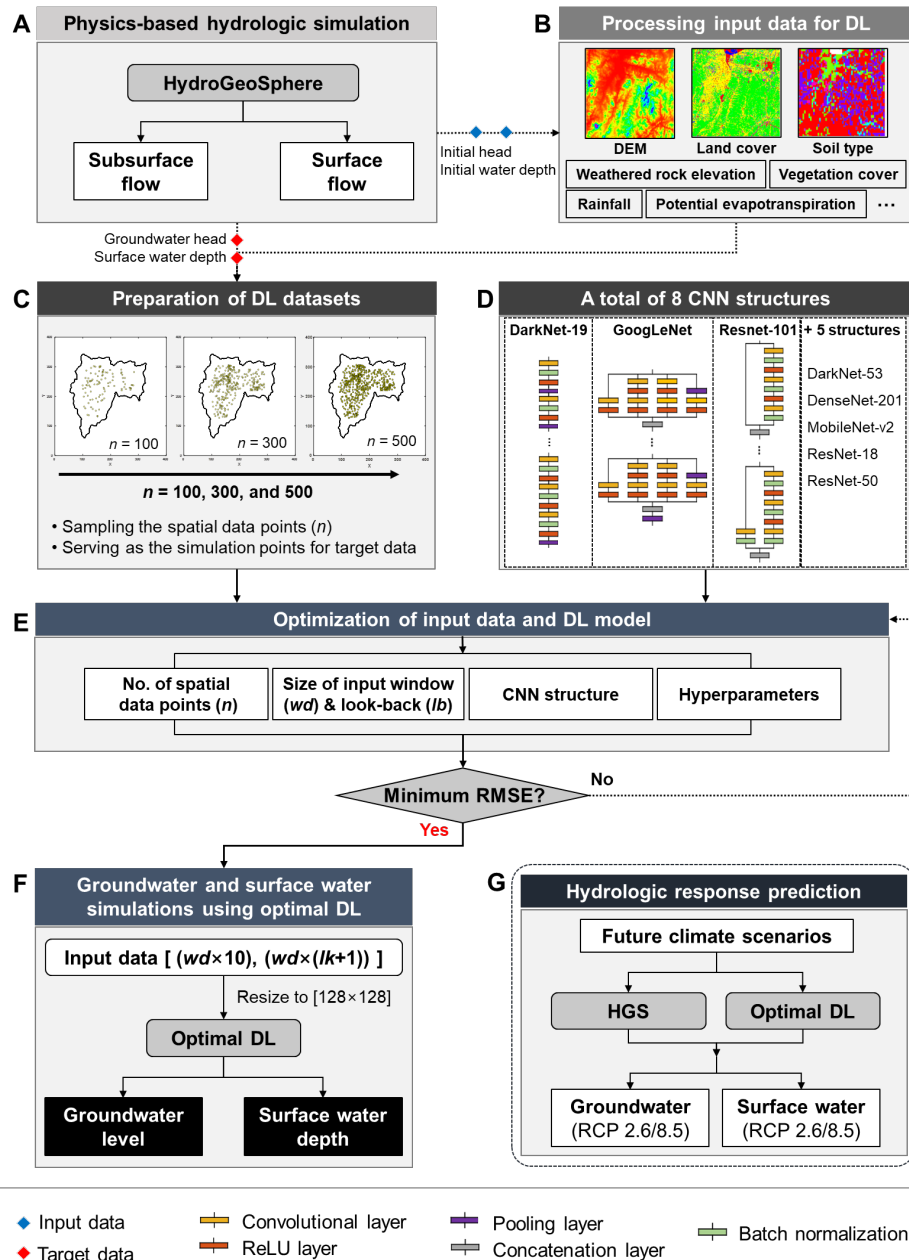 A
Physics-based hydrologic simulation
HydroGeoSphere
Subsurface
flow
Surface
flow
Initial head
Initial water depth
B
Processing input data for DL
DEM
Land cover
Soil type
Weathered rock elevation
Vegetation cover
Rainfall
Potential evapotranspiration
...
Groundwater head
Surface water depth
C
Preparation of DL datasets
n = 100
n = 300
n = 500
n = 100, 300, and 500
• Sampling the spatial data points (n)
• Serving as the simulation points for target data
D
A total of 8 CNN structures
DarkNet-19
GoogLeNet
Resnet-101
+ 5 structures
DarkNet-53
DenseNet-201
MobileNet-v2
ResNet-18
ResNet-50
E
Optimization of input data and DL model
No. of spatial
data points (n)
Size of input window
(wd) & look-back (lb)
CNN structure
Hyperparameters
Minimum RMSE?
No
Yes
F
Groundwater and surface water
simulations using optimal DL
Input data [ (wd×10), (wd×(lk+1)) ]
Resize to [128×128]
Optimal DL
Groundwater
level
Surface water
depth
G
Hydrologic response prediction
Future climate scenarios
HGS
Optimal DL
Groundwater
(RCP 2.6/8.5)
Surface water
(RCP 2.6/8.5)
Input data
Target data
Convolutional layer
ReLU layer
Pooling layer
Concatenation layer
Batch normalization